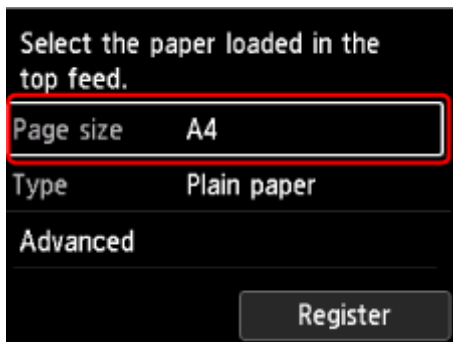 Select the paper loaded in the
top feed.
Page size A4
Type Plain paper
Advanced
Register